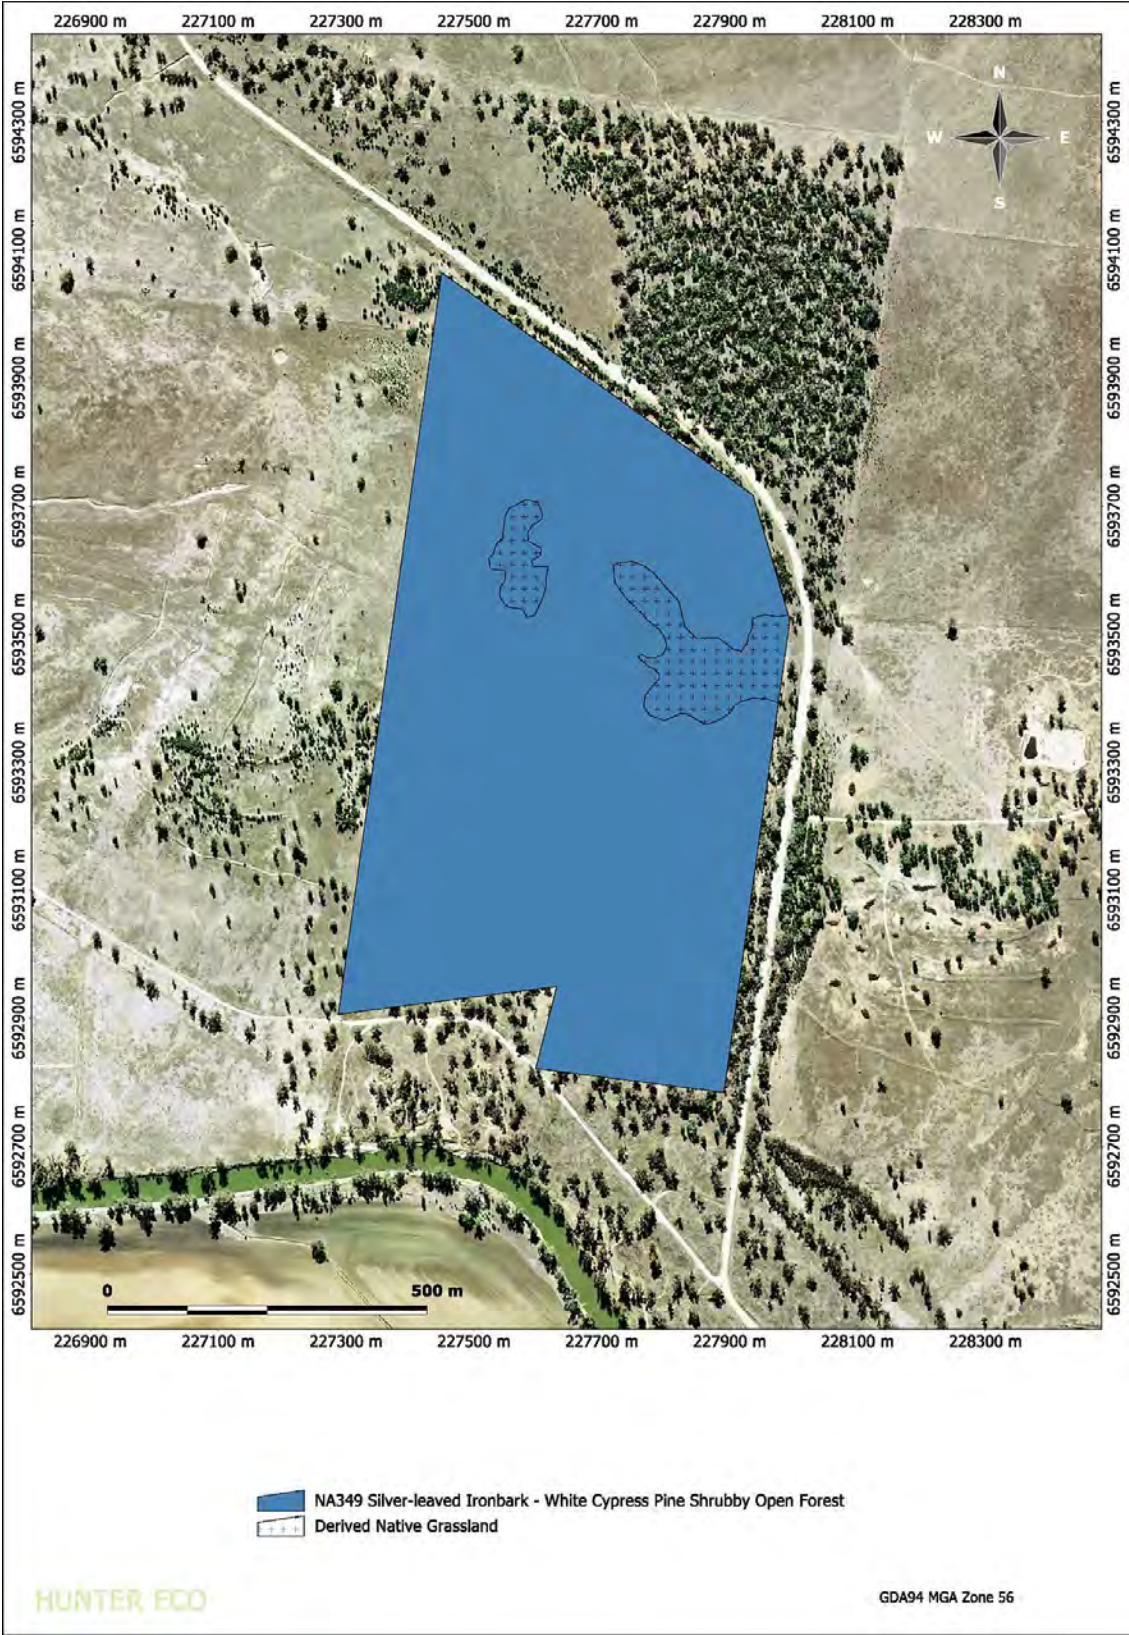 226900 m 227100 m 227300 m 227500 m 227700 m 227900 m 228100 m 228300 m
6594300 m 6594300 m
N
W E
S
6594100 m 6594100 m
6593900 m 6593900 m
6593700 m 6593700 m
6593500 m 6593500 m
6593300 m 6593300 m
6593100 m 6593100 m
6592900 m 6592900 m
6592700 m 6592700 m
6592500 m 6592500 m
0 500 m
226900 m 227100 m 227300 m 227500 m 227700 m 227900 m 228100 m 228300 m
NA349 Silver-leaved Ironbark - White Cypress Pine Shrubby Open Forest
Derived Native Grassland
HUNTER ECO
GDA94 MGA Zone 56